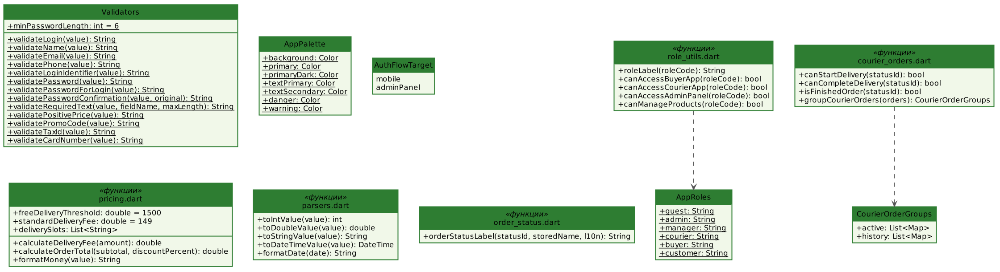 Validators
+minPasswordLength: int = 6
+validateLogin(value): String
+validateName(value): String
+validateEmail(value): String
+validatePhone(value): String
+validateLoginIdentifier(value): String
+validatePassword(value): String
+validatePasswordForLogin(value): String
+validatePasswordConfirmation(value, original): String
+validateRequiredText(value, fieldName, maxLength): String
+validatePositivePrice(value): String
+validatePromoCode(value): String
+validateTaxId(value): String
+validateCardNumber(value): String
AppPalette
+background: Color
+primary: Color
+primaryDark: Color
+textPrimary: Color
+textSecondary: Color
+danger: Color
+warning: Color
AuthFlowTarget
mobile
adminPanel
«функции»
role_utils.dart
+roleLabel(roleCode): String
+canAccessBuyerApp(roleCode): bool
+canAccessCourierApp(roleCode): bool
+canAccessAdminPanel(roleCode): bool
+canManageProducts(roleCode): bool
«функции»
courier_orders.dart
+canStartDelivery(statusId): bool
+canCompleteDelivery(statusId): bool
+isFinishedOrder(statusId): bool
+groupCourierOrders(orders): CourierOrderGroups
«функции»
pricing.dart
+freeDeliveryThreshold: double = 1500
+standardDeliveryFee: double = 149
+deliverySlots: List<String>
+calculateDeliveryFee(amount): double
+calculateOrderTotal(subtotal, discountPercent): double
+formatMoney(value): String
«функции»
parsers.dart
+toIntValue(value): int
+toDoubleValue(value): double
+toStringValue(value): String
+toDateTimeValue(value): DateTime
+formatDate(date): String
«функции»
order_status.dart
+orderStatusLabel(statusId, storedName, l10n): String
AppRoles
+guest: String
+admin: String
+manager: String
+courier: String
+buyer: String
+customer: String
CourierOrderGroups
+active: List<Map>
+history: List<Map>